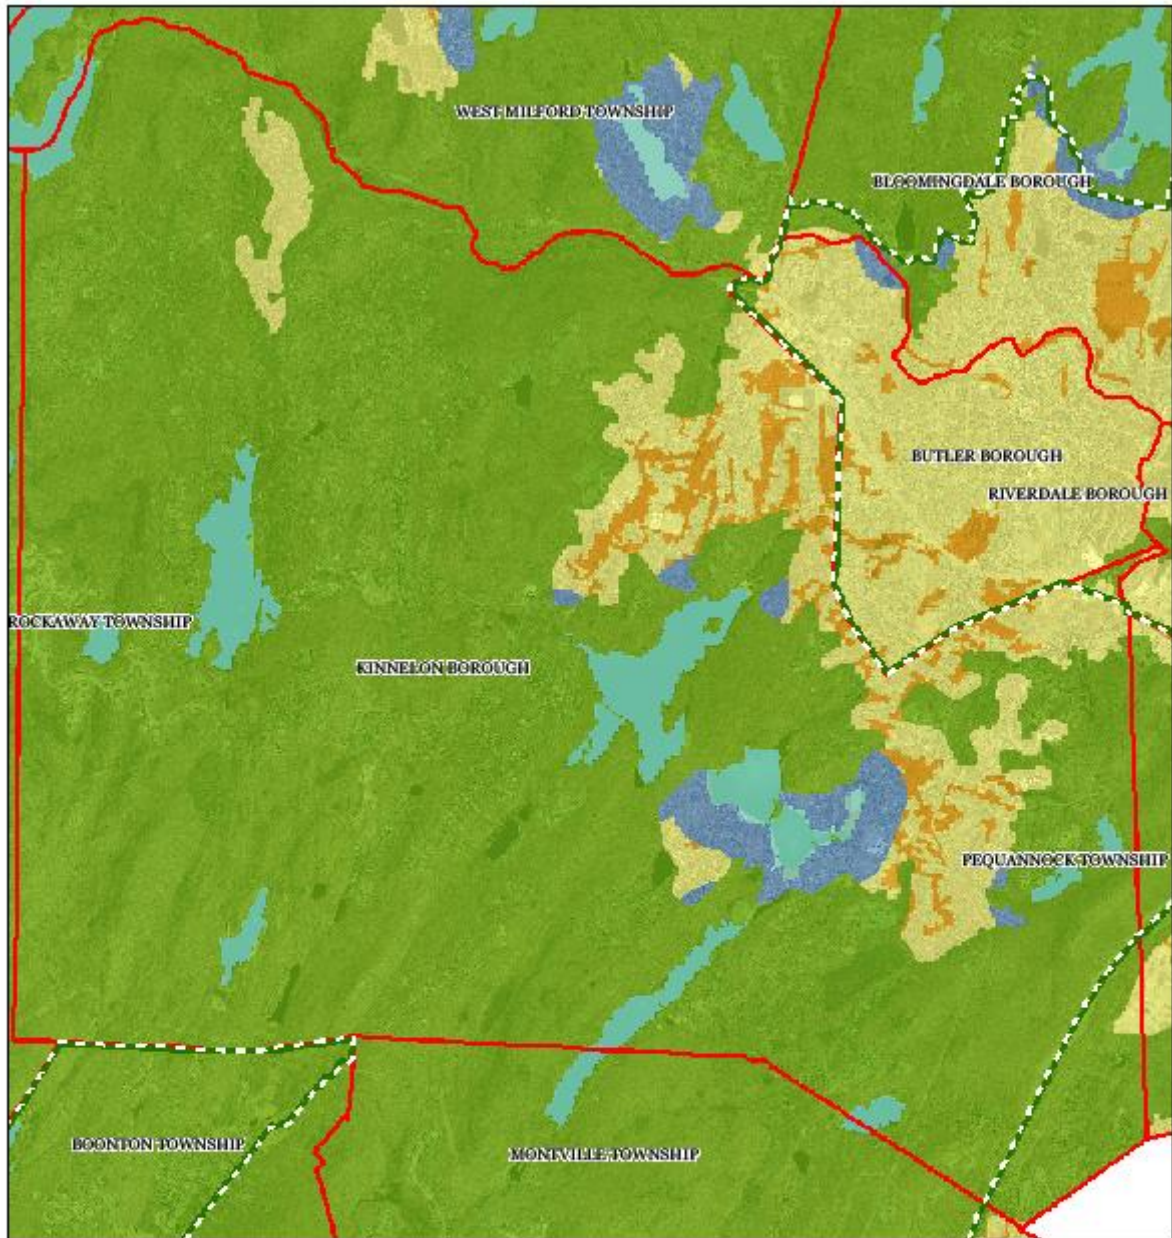 WEST MILFORD TOWNSHIP
BLOOMINGDALE BOROUGH
BUTLER BOROUGH
RIVERDALE BOROUGH
ROCKAWAY TOWNSHIP
KINNELON BOROUGH
PEQUANNOCK TOWNSHIP
BOONTON TOWNSHIP
MONTVILLE TOWNSHIP